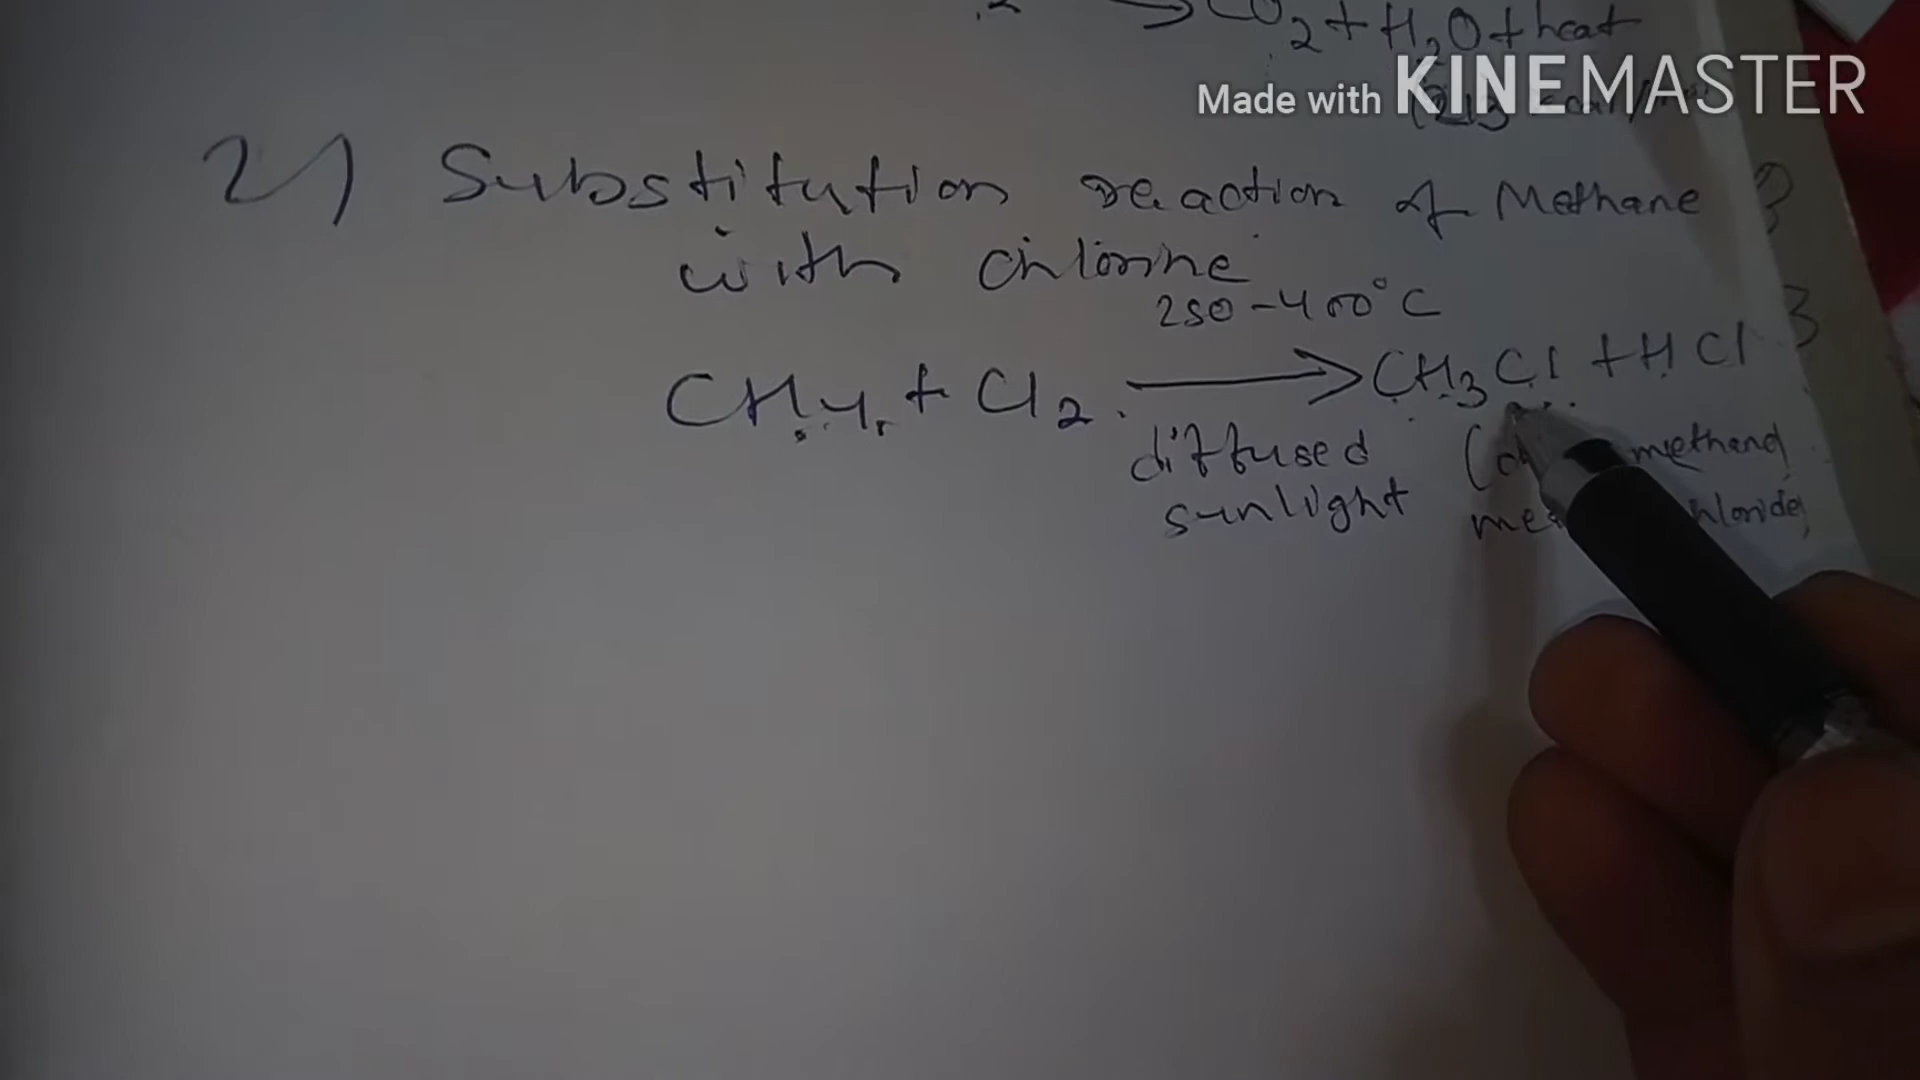 CO2 + H2O + heat
Made with KINEMASTER
2) Substitution reaction of Methane
with chlorine
250-400°C
CH4 + Cl2 → CH3Cl + HCl
diffused
sunlight
methane
chloride